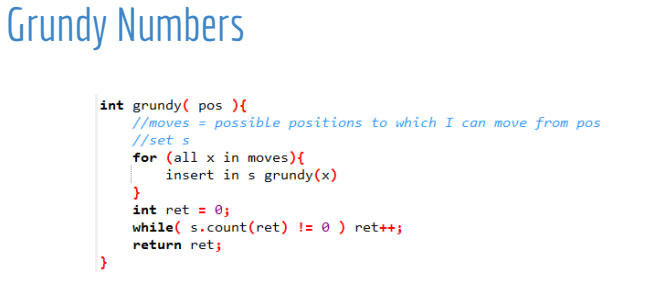 Grundy Numbers
int grundy( pos ){
//moves = possible positions to which I can move from pos
//set s
for (all x in moves){
insert in s grundy(x)
}
int ret = 0;
while( s.count(ret) != 0 ) ret++;
return ret;
}